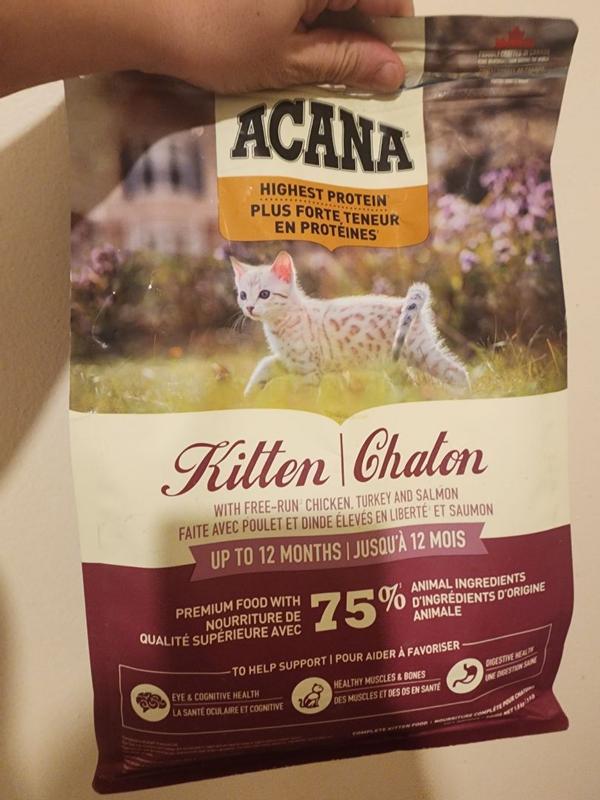 ACANA
HIGHEST PROTEIN
PLUS FORTE TENEUR
EN PROTÉINES
Kitten | Chaton
WITH FREE-RUN CHICKEN, TURKEY AND SALMON
FAITE AVEC POULET ET DINDE ÉLEVÉS EN LIBERTÉ ET SAUMON
UP TO 12 MONTHS | JUSQU'À 12 MOIS
PREMIUM FOOD WITH
NOURRITURE DE
QUALITÉ SUPÉRIEURE AVEC
75%
ANIMAL INGREDIENTS
D'INGRÉDIENTS D'ORIGINE
ANIMALE
TO HELP SUPPORT | POUR AIDER À FAVORISER
EYE & COGNITIVE HEALTH
LA SANTÉ OCULAIRE ET COGNITIVE
HEALTHY MUSCLES & BONES
DES MUSCLES ET DES OS EN SANTÉ
DIGESTIVE HEALTH
UNE DIGESTION SAINE
COMPLETE KITTEN FOOD | NOURRITURE COMPLÈTE POUR CHATON